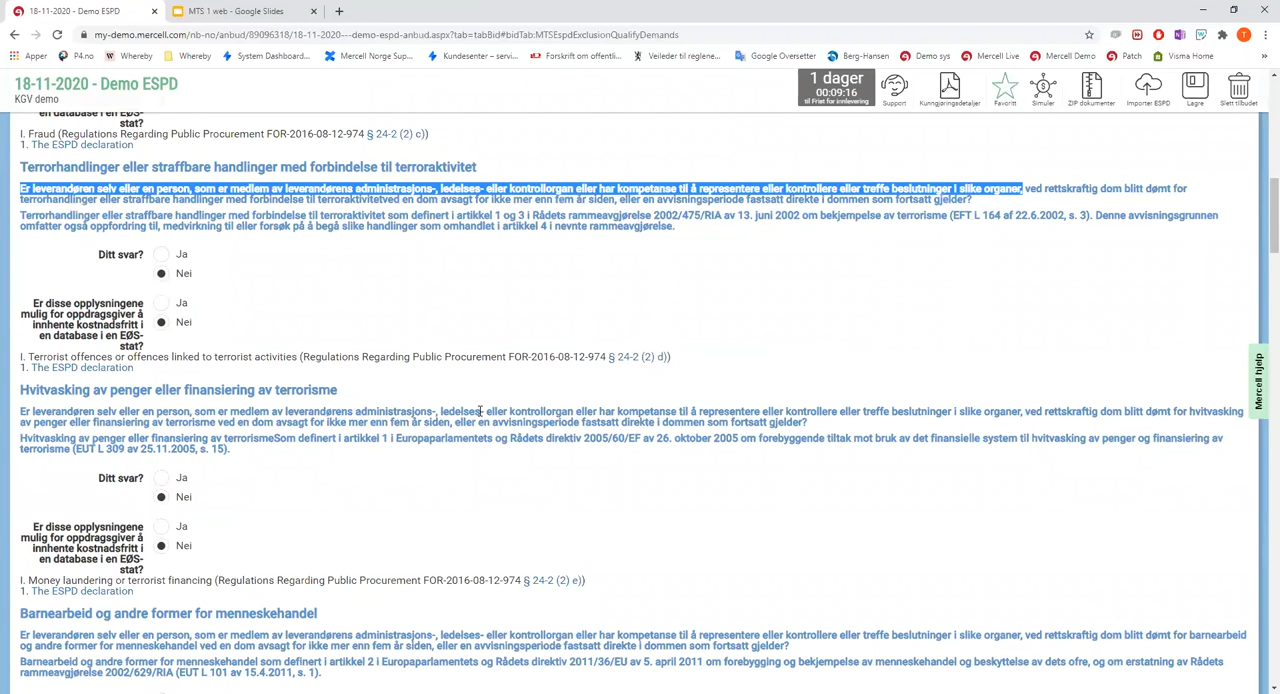 18-11-2020 - Demo ESPD
MTS 1 web - Google Slides
my-demo.mercell.com/nb-no/anbud/89096318/18-11-2020---demo-espd-anbud.aspx?tab=tab8id#bidTab:MTSEspdExclusionQualifyDemands
Apper
P4.no
Whereby
Whereby
System Dashboard...
Mercell Norge Sup...
Kundesenter – servi...
Forskrift om offentli...
Veileder til reglene...
Google Oversetter
Berg-Hansen
Demo sys
Mercell Live
Mercell Demo
Patch
Visma Home
»
18-11-2020 - Demo ESPD
KGV demo
1 dager
00:09:16
til Frist for innlevering
Support
Kunngjøringsdetaljer
Favoritt
Simuler
ZIP dokumenter
Importer ESPD
Lagre
Slett tilbudet
en database i en EØS-
stat?
I. Fraud (Regulations Regarding Public Procurement FOR-2016-08-12-974 § 24-2 (2) c))
1. The ESPD declaration
Terrorhandlinger eller straffbare handlinger med forbindelse til terroraktivitet
Er leverandøren selv eller en person, som er medlem av leverandørens administrasjons-, ledelses- eller kontrollorgan eller har kompetanse til å representere eller kontrollere eller treffe beslutninger i slike organer, ved rettskraftig dom blitt dømt for
terrorhandlinger eller straffbare handlinger med forbindelse til terroraktivitetved en dom avsagt for ikke mer enn fem år siden, eller en avvisningsperiode fastsatt direkte i dommen som fortsatt gjelder?
Terrorhandlinger eller straffbare handlinger med forbindelse til terroraktivitet som definert i artikkel 1 og 3 i Rådets rammeavgjørelse 2002/475/RIA av 13. juni 2002 om bekjempelse av terrorisme (EFT L 164 af 22.6.2002, s. 3). Denne avvisningsgrunnen
omfatter også oppfordring til, medvirkning til eller forsøk på å begå slike handlinger som omhandlet i artikkel 4 i nevnte rammeavgjørelse.
Ditt svar?
Ja
Nei
Er disse opplysningene
mulig for oppdragsgiver å
innhente kostnadsfritt i
en database i en EØS-
stat?
Ja
Nei
I. Terrorist offences or offences linked to terrorist activities (Regulations Regarding Public Procurement FOR-2016-08-12-974 § 24-2 (2) d))
1. The ESPD declaration
Hvitvasking av penger eller finansiering av terrorisme
Er leverandøren selv eller en person, som er medlem av leverandørens administrasjons-, ledelses- eller kontrollorgan eller har kompetanse til å representere eller kontrollere eller treffe beslutninger i slike organer, ved rettskraftig dom blitt dømt for hvitvasking
av penger eller finansiering av terrorisme ved en dom avsagt for ikke mer enn fem år siden, eller en avvisningsperiode fastsatt direkte i dommen som fortsatt gjelder?
Hvitvasking av penger eller finansiering av terrorismeSom definert i artikkel 1 i Europaparlamentets og Rådets direktiv 2005/60/EF av 26. oktober 2005 om forebyggende tiltak mot bruk av det finansielle system til hvitvasking av penger og finansiering av
terrorisme (EUT L 309 av 25.11.2005, s. 15).
Ditt svar?
Ja
Nei
Er disse opplysningene
mulig for oppdragsgiver å
innhente kostnadsfritt i
en database i en EØS-
stat?
Ja
Nei
I. Money laundering or terrorist financing (Regulations Regarding Public Procurement FOR-2016-08-12-974 § 24-2 (2) e))
1. The ESPD declaration
Barnearbeid og andre former for menneskehandel
Er leverandøren selv eller en person, som er medlem av leverandørens administrasjons-, ledelses- eller kontrollorgan eller har kompetanse til å representere eller kontrollere eller treffe beslutninger i slike organer, ved rettskraftig dom blitt dømt for barnearbeid
og andre former for menneskehandel ved en dom avsagt for ikke mer enn fem år siden, eller en avvisningsperiode fastsatt direkte i dommen som fortsatt gjelder?
Barnearbeid og andre former for menneskehandel som definert i artikkel 2 i Europaparlamentets og Rådets direktiv 2011/36/EU av 5. april 2011 om forebygging og bekjempelse av menneskehandel og beskyttelse av dets ofre, og om erstatning av Rådets
rammeavgjørelse 2002/629/RIA (EUT L 101 av 15.4.2011, s. 1).
Mercell hjelp
T